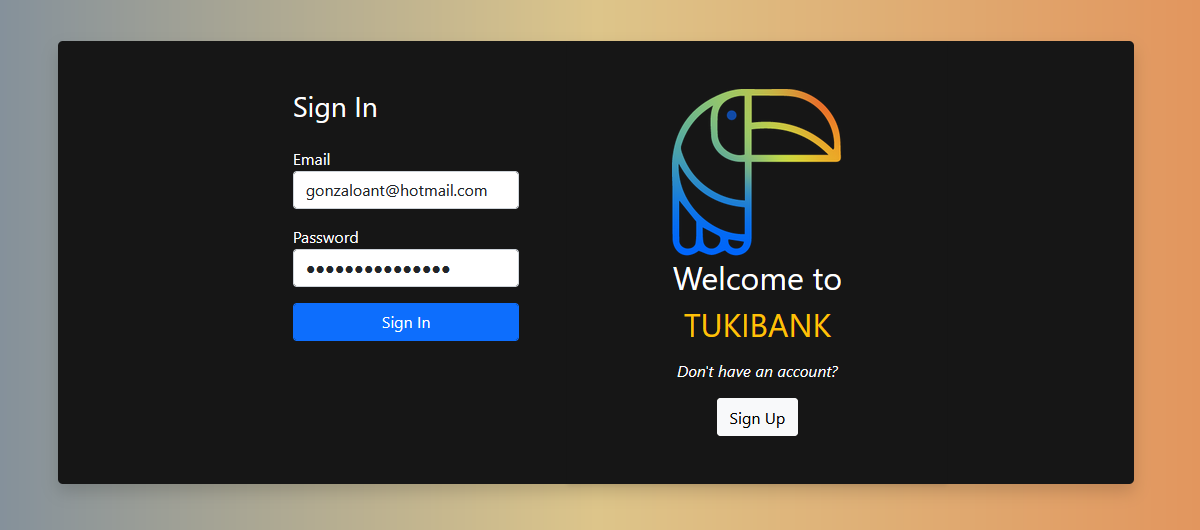 Sign In
Email
gonzaloant@hotmail.com
Password
●●●●●●●●●●●●●●●
Sign In
Welcome to
TUKIBANK
Don't have an account?
Sign Up